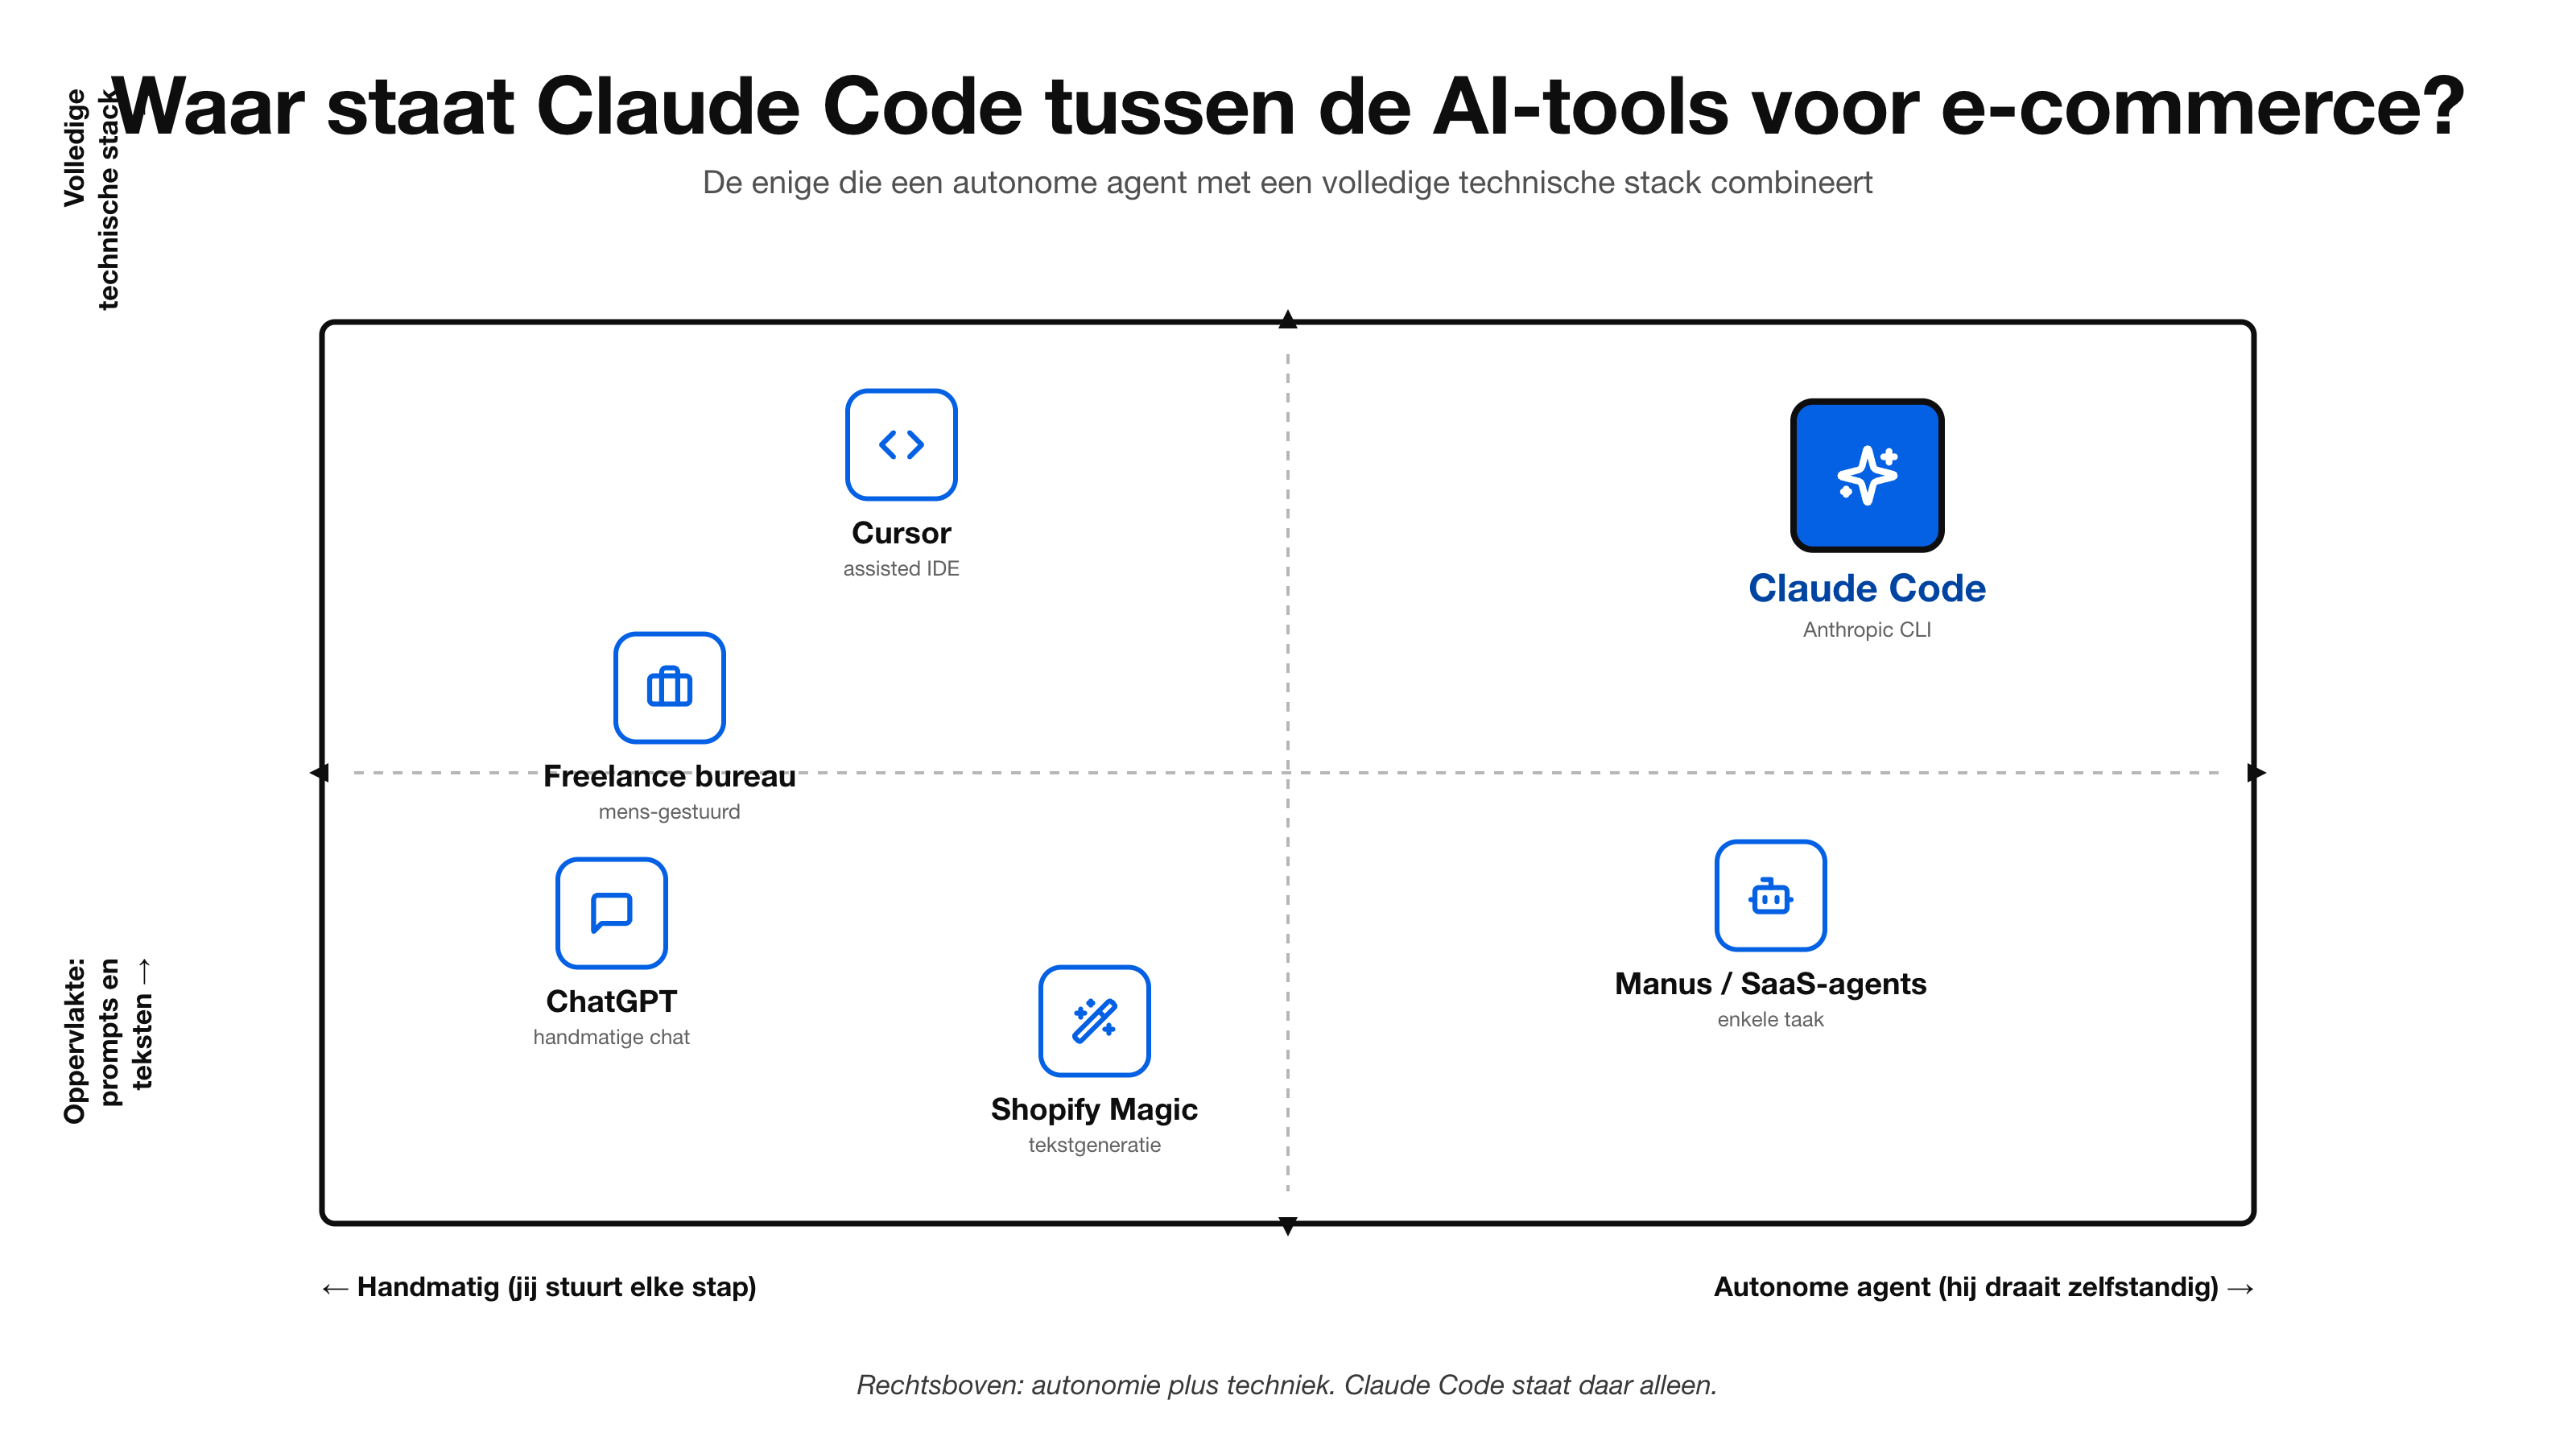 Waar staat Claude Code tussen de AI-tools voor e-commerce?
De enige die een autonome agent met een volledige technische stack combineert
Volledige
technische stack
Cursor
assisted IDE
Claude Code
Anthropic CLI
Freelance bureau
mens-gestuurd
ChatGPT
handmatige chat
Manus / SaaS-agents
enkele taak
Shopify Magic
tekstgeneratie
Oppervlakte:
prompts en
teksten →
← Handmatig (jij stuurt elke stap)
Autonome agent (hij draait zelfstandig) →
Rechtsboven: autonomie plus techniek. Claude Code staat daar alleen.